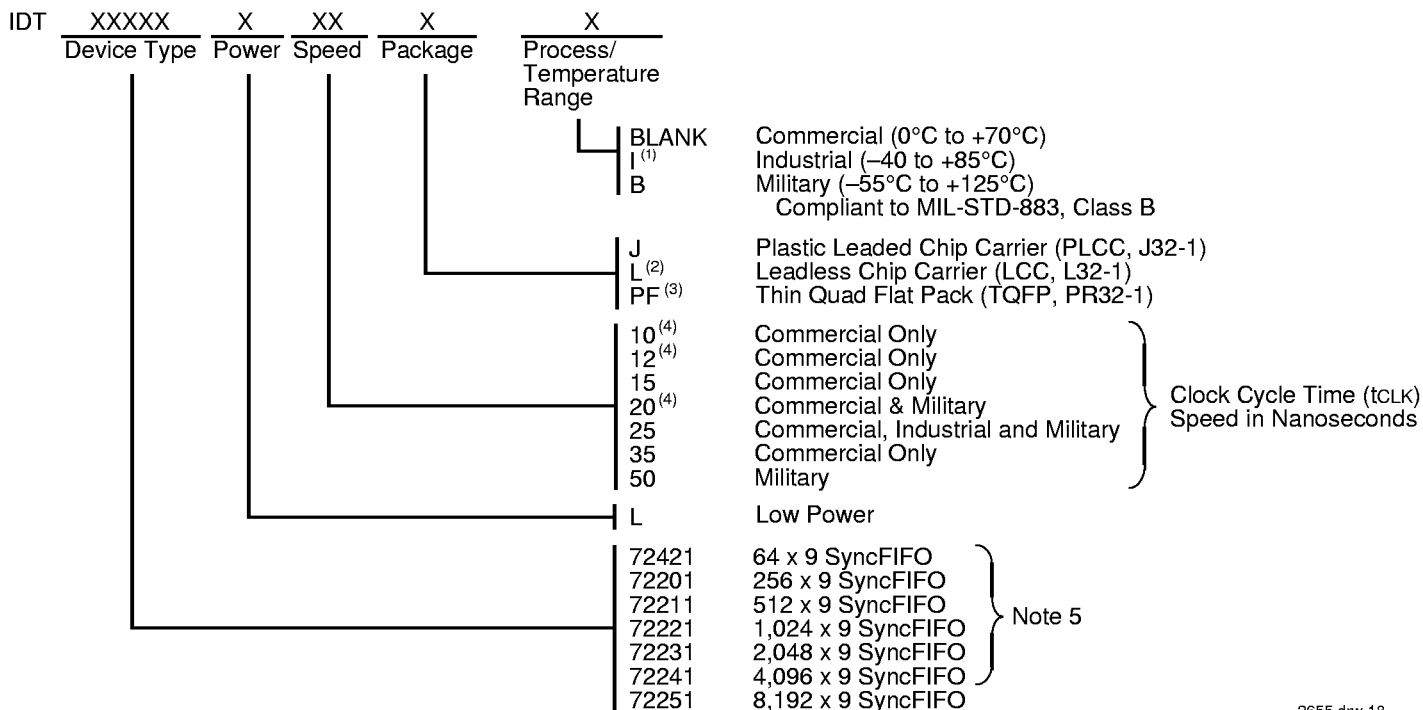 IDT XXXXX X XX X X
Device Type Power Speed Package Process/
Temperature
Range
BLANK Commercial (0°C to +70°C)
I(1) Industrial (–40 to +85°C)
B Military (–55°C to +125°C)
Compliant to MIL-STD-883, Class B
J Plastic Leaded Chip Carrier (PLCC, J32-1)
L(2) Leadless Chip Carrier (LCC, L32-1)
PF(3) Thin Quad Flat Pack (TQFP, PR32-1)
10(4) Commercial Only
12(4) Commercial Only
15 Commercial Only
20(4) Commercial & Military
25 Commercial, Industrial and Military
35 Commercial Only
50 Military
Clock Cycle Time (tCLK)
Speed in Nanoseconds
L Low Power
72421 64 x 9 SyncFIFO
72201 256 x 9 SyncFIFO
72211 512 x 9 SyncFIFO
72221 1,024 x 9 SyncFIFO
72231 2,048 x 9 SyncFIFO
72241 4,096 x 9 SyncFIFO
Note 5
72251 8,192 x 9 SyncFIFO